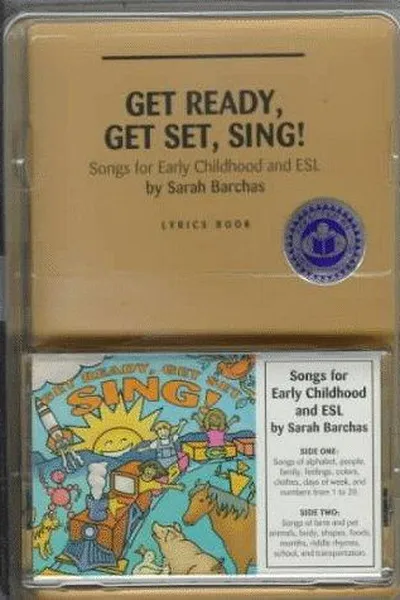 GET READY,
GET SET, SING!
Songs for Early Childhood and ESL
by Sarah Barchas
LYRICS BOOK
GET READY, GET SET,
SING!
Songs for
Early Childhood
and ESL
by Sarah Barchas
SIDE ONE:
Songs of alphabet, people,
family, feelings, colors,
clothes, days of week, and
numbers from 1 to 20.
SIDE TWO:
Songs of farm and pet
animals, body, shapes, foods,
months, riddle rhymes,
school, and transportation.